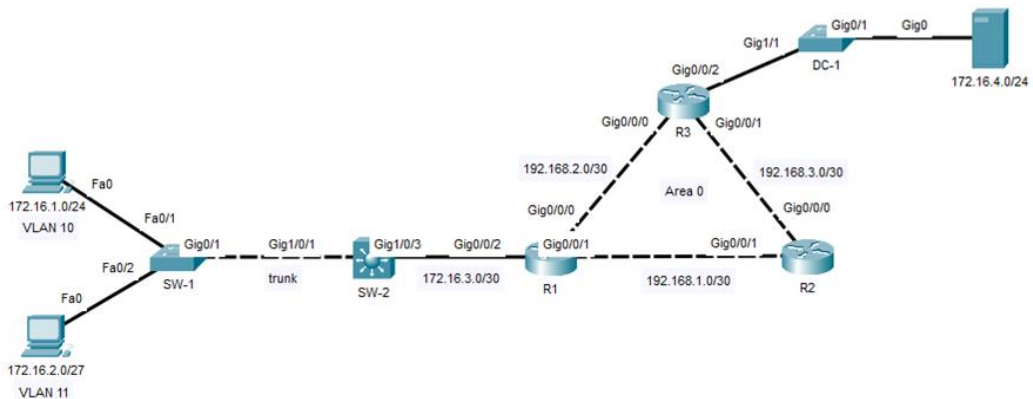 Gig0/1
Gig0
Gig1/1
DC-1
172.16.4.0/24
Gig0/0/2
Gig0/0/0
Gig0/0/1
R3
192.168.2.0/30
192.168.3.0/30
Area 0
Fa0
172.16.1.0/24
VLAN 10
Fa0/1
Gig0/0/0
Gig0/0/0
Gig0/1
Gig1/0/1
Gig1/0/3
Gig0/0/2
Gig0/0/1
Gig0/0/1
Fa0/2
SW-1
trunk
SW-2
172.16.3.0/30
R1
192.168.1.0/30
R2
Fa0
172.16.2.0/27
VLAN 11